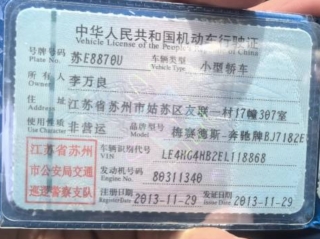 中华人民共和国机动车行驶证
Vehicle License of the People's of China
号牌号码 Plate No. 苏E8870U 车辆类型 Vehicle Type 小型轿车
所有人 Owner 李万良
住址 Address 江苏省苏州市姑苏区友联一村17幢307室
使用性质 Use Character 非营运 品牌型号 Model 梅赛德斯-奔驰牌BJ7182E
江苏省苏州 车辆识别代号 VIN LE4HG4HB2EL118868
市公安局交通 发动机号码 Engine No. 80311340
巡逻警察支队 注册日期 Register Date 2013-11-29 发证日期 Issue Date 2013-11-29